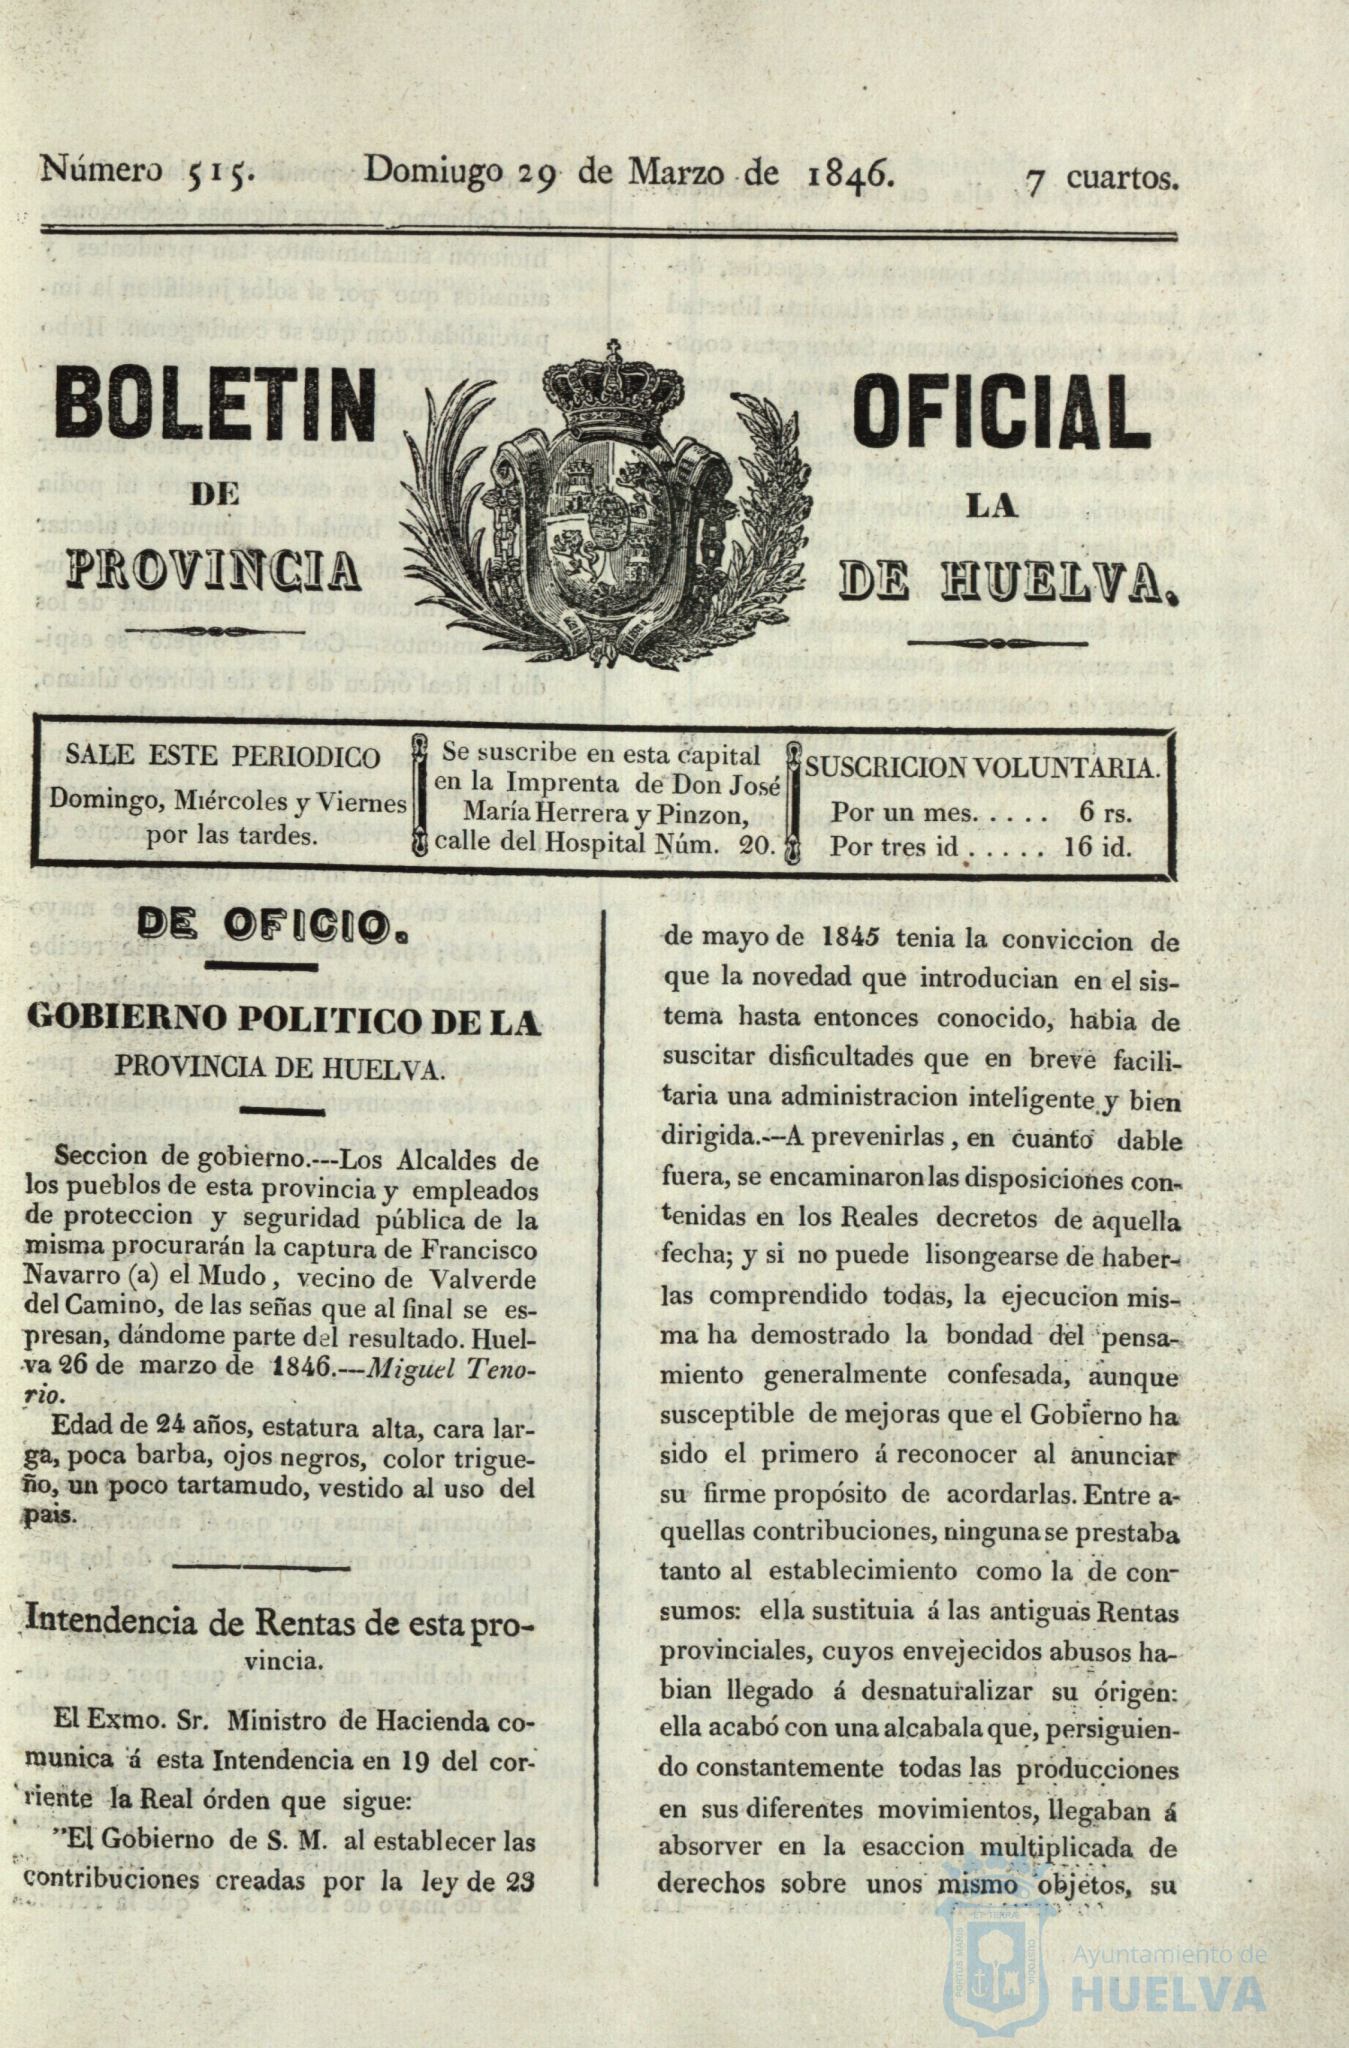 Número 515. Domiugo 29 de Marzo de 1846. 7 cuartos.
BOLETIN OFICIAL
DE LA
PROVINCIA DE HUELVA.
SALE ESTE PERIODICO
Domingo, Miércoles y Viernes
por las tardes.
Se suscribe en esta capital
en la Imprenta de Don José
María Herrera y Pinzon,
calle del Hospital Núm. 20.
SUSCRICION VOLUNTARIA.
Por un mes. . . . . 6 rs.
Por tres id . . . . . 16 id.
DE OFICIO.
GOBIERNO POLITICO DE LA
PROVINCIA DE HUELVA.
Seccion de gobierno.---Los Alcaldes de
los pueblos de esta provincia y empleados
de proteccion y seguridad pública de la
misma procurarán la captura de Francisco
Navarro (a) el Mudo, vecino de Valverde
del Camino, de las señas que al final se es-
presan, dándome parte del resultado. Huel-
va 26 de marzo de 1846.---Miguel Teno-
rio.
Edad de 24 años, estatura alta, cara lar-
ga, poca barba, ojos negros, color trigue-
ño, un poco tartamudo, vestido al uso del
pais.
Intendencia de Rentas de esta pro-
vincia.
El Exmo. Sr. Ministro de Hacienda co-
munica á esta Intendencia en 19 del cor-
riente la Real órden que sigue:
"El Gobierno de S. M. al establecer las
contribuciones creadas por la ley de 23
de mayo de 1845 tenia la conviccion de
que la novedad que introducian en el sis-
tema hasta entonces conocido, habia de
suscitar disficultades que en breve facili-
taria una administracion inteligente y bien
dirigida.---A prevenirlas, en cuanto dable
fuera, se encaminaron las disposiciones con-
tenidas en los Reales decretos de aquella
fecha; y si no puede lisongearse de haber-
las comprendido todas, la ejecucion mis-
ma ha demostrado la bondad del pensa-
miento generalmente confesada, aunque
susceptible de mejoras que el Gobierno ha
sido el primero á reconocer al anunciar
su firme propósito de acordarlas. Entre a-
quellas contribuciones, ninguna se prestaba
tanto al establecimiento como la de con-
sumos: ella sustituia á las antiguas Rentas
provinciales, cuyos envejecidos abusos ha-
bian llegado á desnaturalizar su órigen:
ella acabó con una alcabala que, persiguien-
do constantemente todas las producciones
en sus diferentes movimientos, llegaban á
absorver en la esaccion multiplicada de
derechos sobre unos mismo objetos, su
PORTUS MARIS
ET TERRÆ
CUSTODIA
Ayuntamiento de
HUELVA